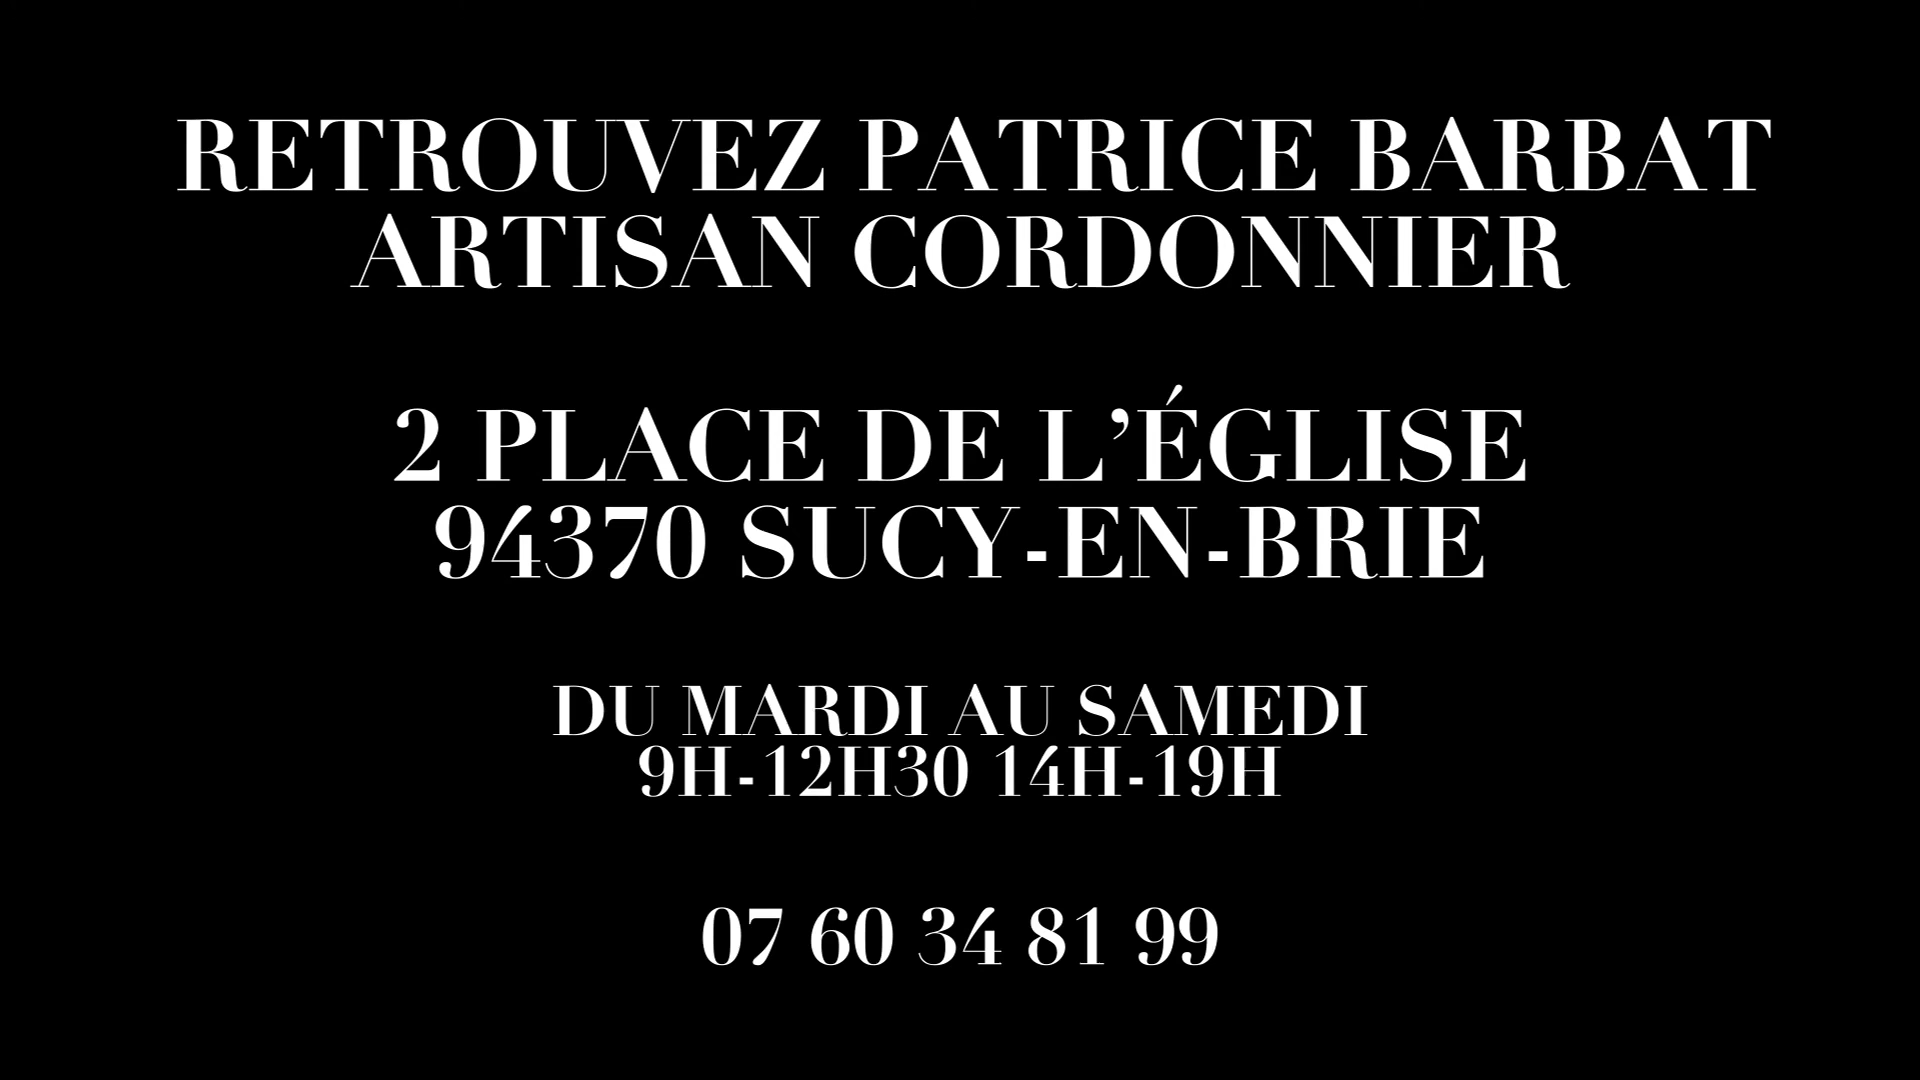 RETROUVEZ PATRICE BARBAT
ARTISAN CORDONNIER
2 PLACE DE L’ÉGLISE
94370 SUCY-EN-BRIE
DU MARDI AU SAMEDI
9H-12H30 14H-19H
07 60 34 81 99